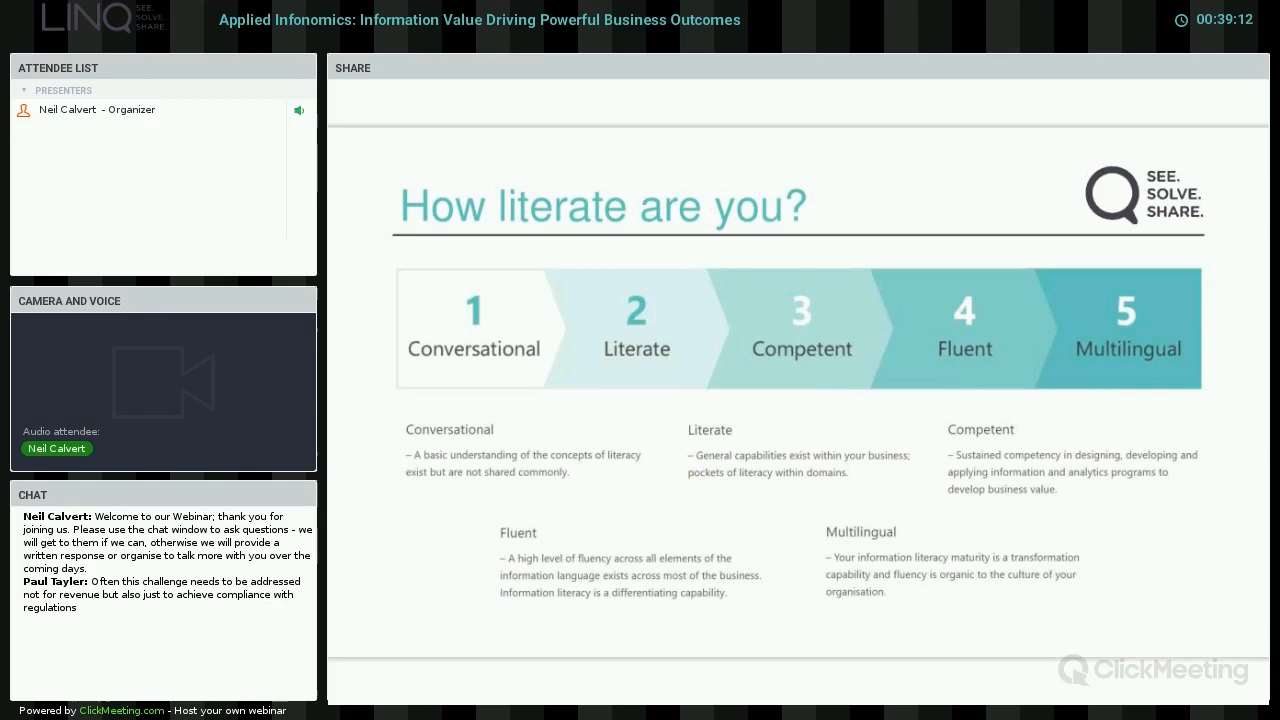 LINQ SEE.
SOLVE.
SHARE.
Applied Infonomics: Information Value Driving Powerful Business Outcomes
00:39:12
ATTENDEE LIST
PRESENTERS
Neil Calvert - Organizer
CAMERA AND VOICE
Audio attendee:
Neil Calvert
CHAT
Neil Calvert: Welcome to our Webinar; thank you for
joining us. Please use the chat window to ask questions - we
will get to them if we can, otherwise we will provide a
written response or organise to talk more with you over the
coming days.
Paul Tayler: Often this challenge needs to be addressed
not for revenue but also just to achieve compliance with
regulations
Powered by ClickMeeting.com - Host your own webinar
SHARE
How literate are you?
SEE.
SOLVE.
SHARE.
1
Conversational
2
Literate
3
Competent
4
Fluent
5
Multilingual
Conversational
– A basic understanding of the concepts of literacy
exist but are not shared commonly.
Literate
– General capabilities exist within your business;
pockets of literacy within domains.
Competent
– Sustained competency in designing, developing and
applying information and analytics programs to
develop business value.
Fluent
– A high level of fluency across all elements of the
information language exists across most of the business.
Information literacy is a differentiating capability.
Multilingual
– Your information literacy maturity is a transformation
capability and fluency is organic to the culture of your
organisation.
ClickMeeting